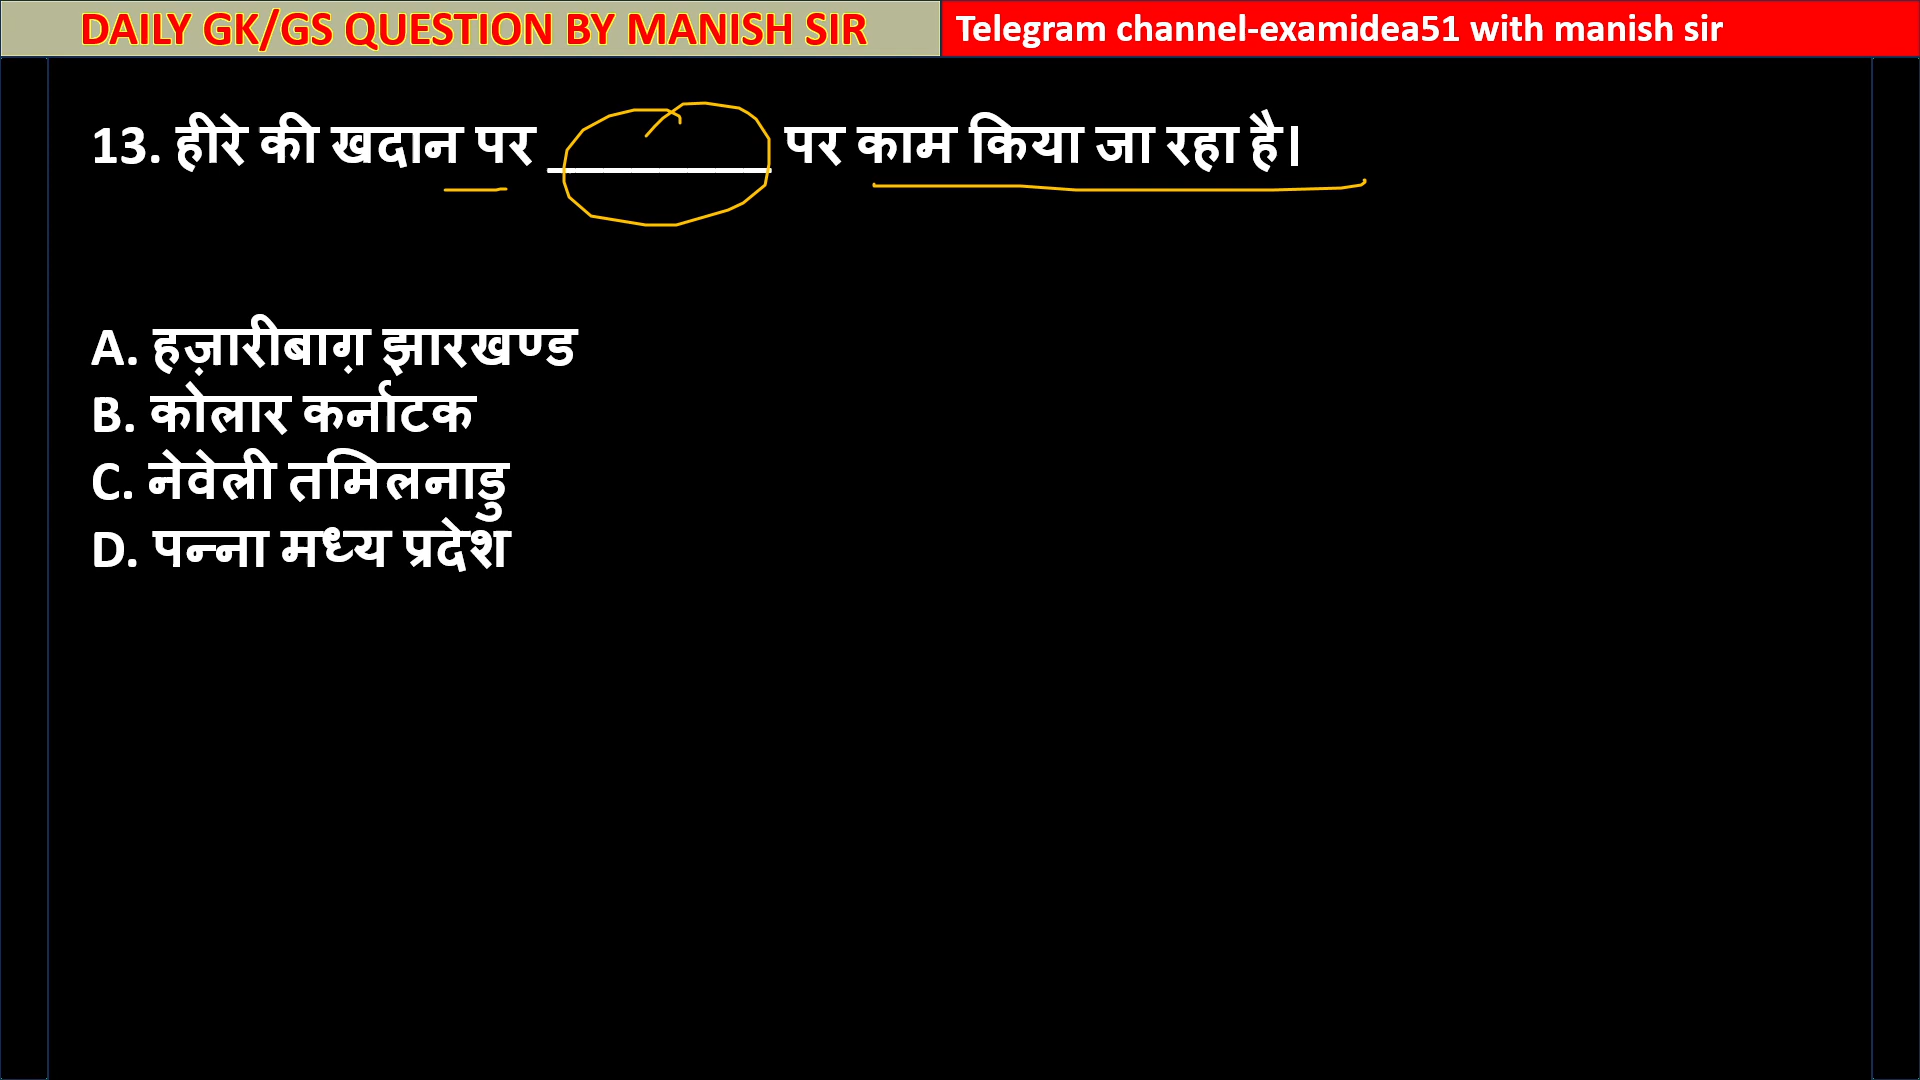 DAILY GK/GS QUESTION BY MANISH SIR
Telegram channel-examidea51 with manish sir
13. हीरे की खदान पर ________ पर काम किया जा रहा है।
A. हज़ारीबाग़ झारखण्ड
B. कोलार कर्नाटक
C. नेवेली तमिलनाडु
D. पन्ना मध्य प्रदेश